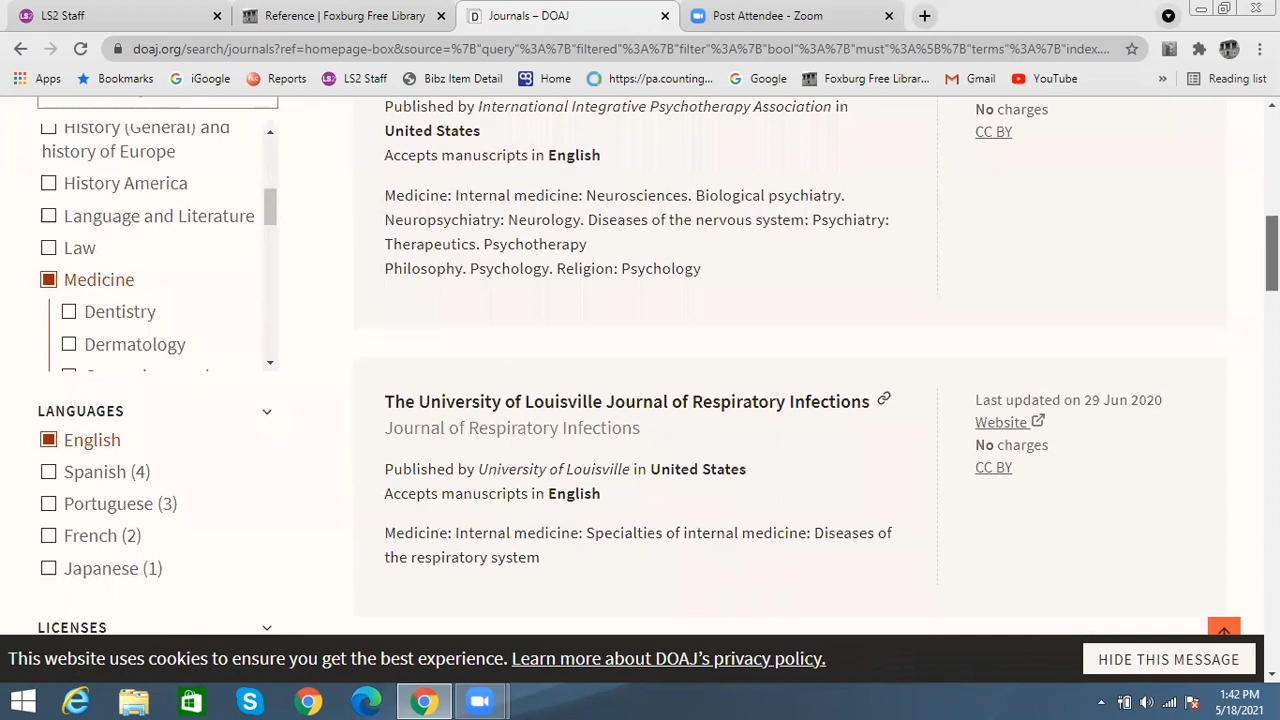 LS2 Staff
Reference | Foxburg Free Library
Journals – DOAJ
Post Attendee - Zoom
doaj.org/search/journals?ref=homepage-box&source=%7B"query"%3A%7B"filtered"%3A%7B"filter"%3A%7B"bool"%3A%7B"must"%3A%5B%7B"terms"%3A%7B"index....
Apps
Bookmarks
iGoogle
Reports
LS2 Staff
Bibz Item Detail
Home
https://pa.counting...
Google
Foxburg Free Librar...
Gmail
YouTube
»
Reading list
History (General) and
history of Europe
History America
Language and Literature
Law
Medicine
Dentistry
Dermatology
LANGUAGES
English
Spanish (4)
Portuguese (3)
French (2)
Japanese (1)
LICENSES
Published by International Integrative Psychotherapy Association in
United States
Accepts manuscripts in English
Medicine: Internal medicine: Neurosciences. Biological psychiatry.
Neuropsychiatry: Neurology. Diseases of the nervous system: Psychiatry:
Therapeutics. Psychotherapy
Philosophy. Psychology. Religion: Psychology
No charges
CC BY
The University of Louisville Journal of Respiratory Infections
Journal of Respiratory Infections
Published by University of Louisville in United States
Accepts manuscripts in English
Medicine: Internal medicine: Specialties of internal medicine: Diseases of
the respiratory system
Last updated on 29 Jun 2020
Website
No charges
CC BY
This website uses cookies to ensure you get the best experience. Learn more about DOAJ's privacy policy.
HIDE THIS MESSAGE
1:42 PM
5/18/2021